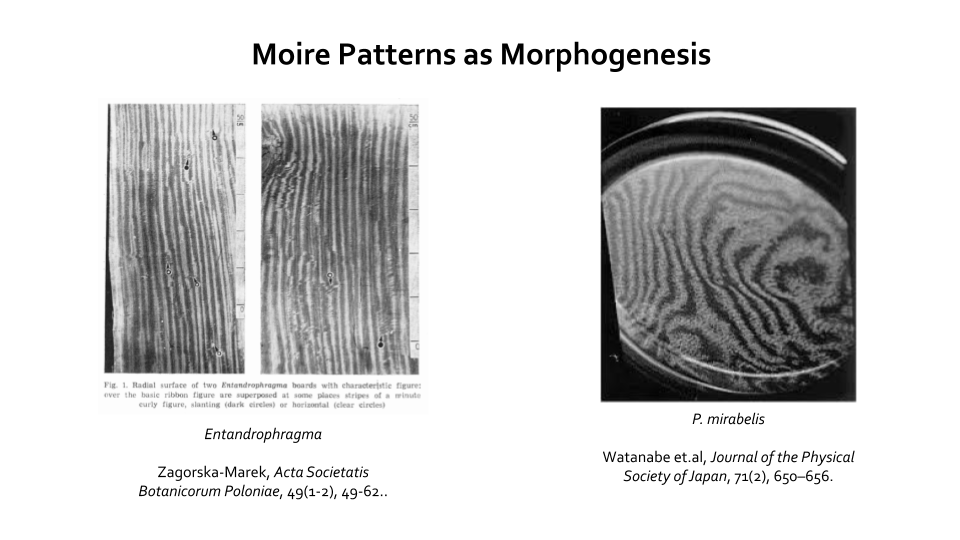 Moire Patterns as Morphogenesis
Fig. 1. Radial surface of two Entandrophragma boards with characteristic figure;
over the basic ribbon figure are superposed at some places stripes of a minute
curly figure, slanting (dark circles) or horizontal (clear circles)
Entandrophragma
Zagorska-Marek, Acta Societatis
Botanicorum Poloniae, 49(1-2), 49-62..
P. mirabelis
Watanabe et.al, Journal of the Physical
Society of Japan, 71(2), 650–656.